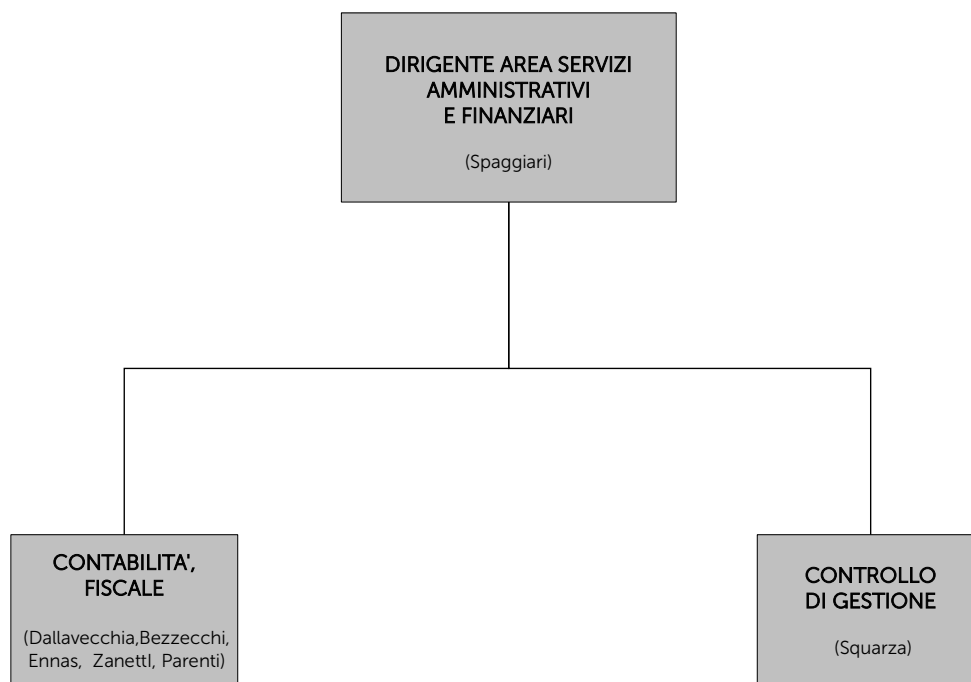 DIRIGENTE AREA SERVIZI
AMMINISTRATIVI
E FINANZIARI
(Spaggiari)
CONTABILITA',
FISCALE
(Dallavecchia,Bezzecchi,
Ennas, ZanettI, Parenti)
CONTROLLO
DI GESTIONE
(Squarza)